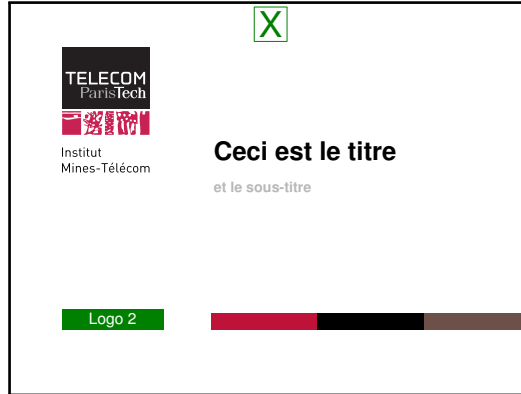 X
TELECOM
ParisTech
Institut
Mines-Télécom
Ceci est le titre
et le sous-titre
Logo 2